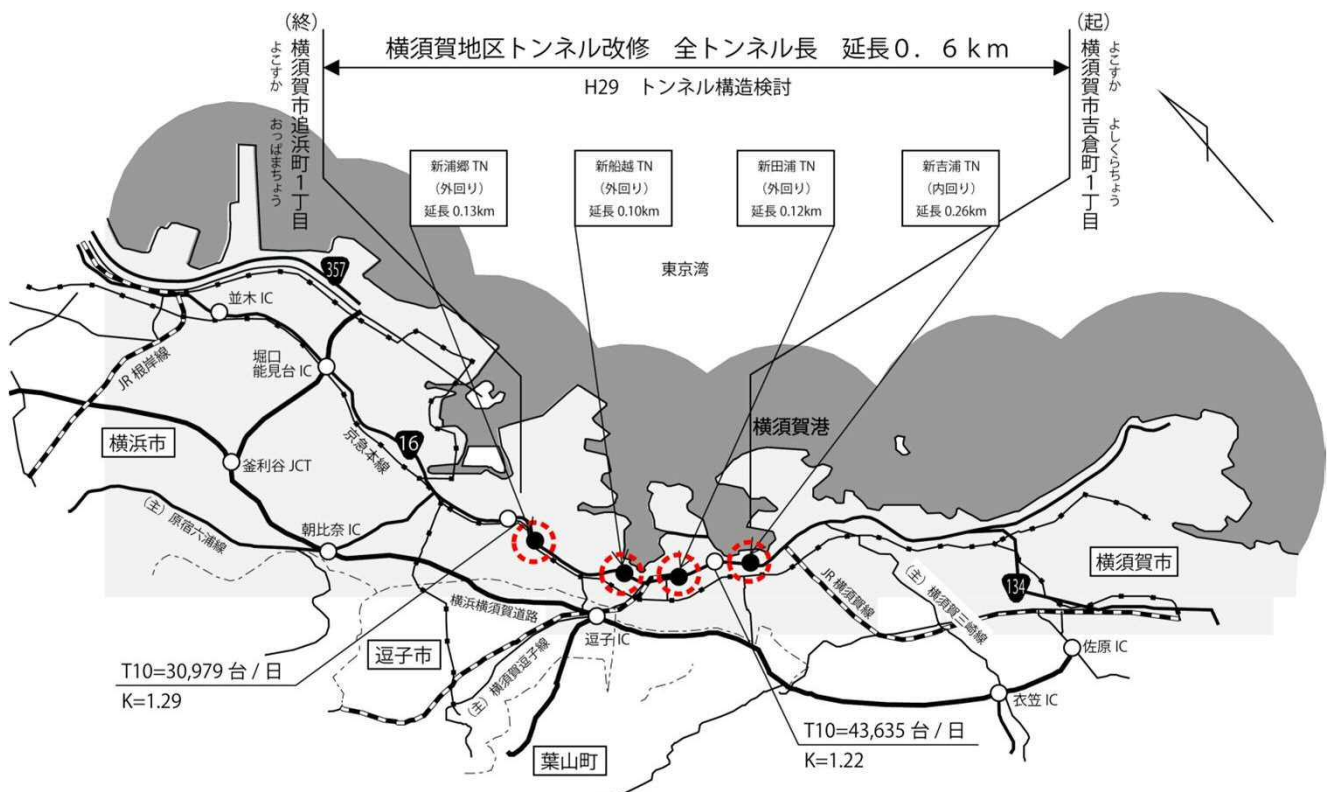 (終)
横須賀市追浜町1丁目
よこすか おっぱまちょう
横須賀地区トンネル改修 全トンネル長 延長0.6km
H29 トンネル構造検討
(起)
横須賀市吉倉町1丁目
よこすか よしくらちょう
新浦郷 TN
(外回り)
延長 0.13km
新船越 TN
(外回り)
延長 0.10km
新田浦 TN
(外回り)
延長 0.12km
新吉浦 TN
(内回り)
延長 0.26km
東京湾
357
並木 IC
JR 根岸線
堀口
能見台 IC
京急本線
16
横浜市
釜利谷 JCT
(主) 原宿六浦線
朝比奈 IC
横須賀港
横浜横須賀道路
逗子市
(主) 横須賀逗子線
逗子 IC
葉山町
JR 横須賀線
(主) 横須賀三崎線
134
横須賀市
佐原 IC
衣笠 IC
T10=30,979 台 / 日
K=1.29
T10=43,635 台 / 日
K=1.22